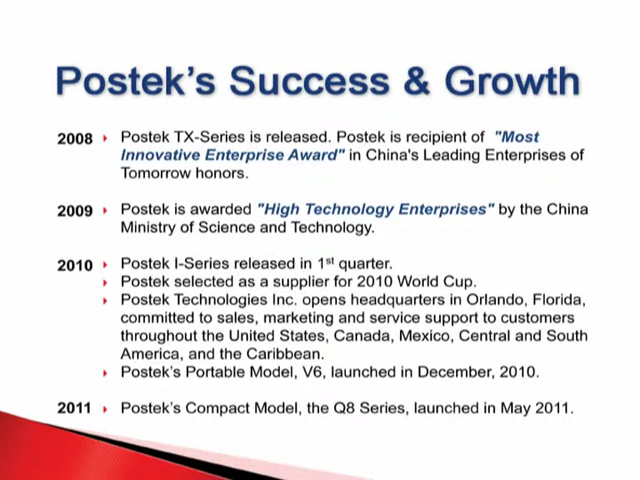 Postek's Success & Growth
2008 Postek TX-Series is released. Postek is recipient of "Most
Innovative Enterprise Award" in China's Leading Enterprises of
Tomorrow honors.
2009 Postek is awarded "High Technology Enterprises" by the China
Ministry of Science and Technology.
2010 Postek I-Series released in 1st quarter.
Postek selected as a supplier for 2010 World Cup.
Postek Technologies Inc. opens headquarters in Orlando, Florida,
committed to sales, marketing and service support to customers
throughout the United States, Canada, Mexico, Central and South
America, and the Caribbean.
Postek's Portable Model, V6, launched in December, 2010.
2011 Postek's Compact Model, the Q8 Series, launched in May 2011.